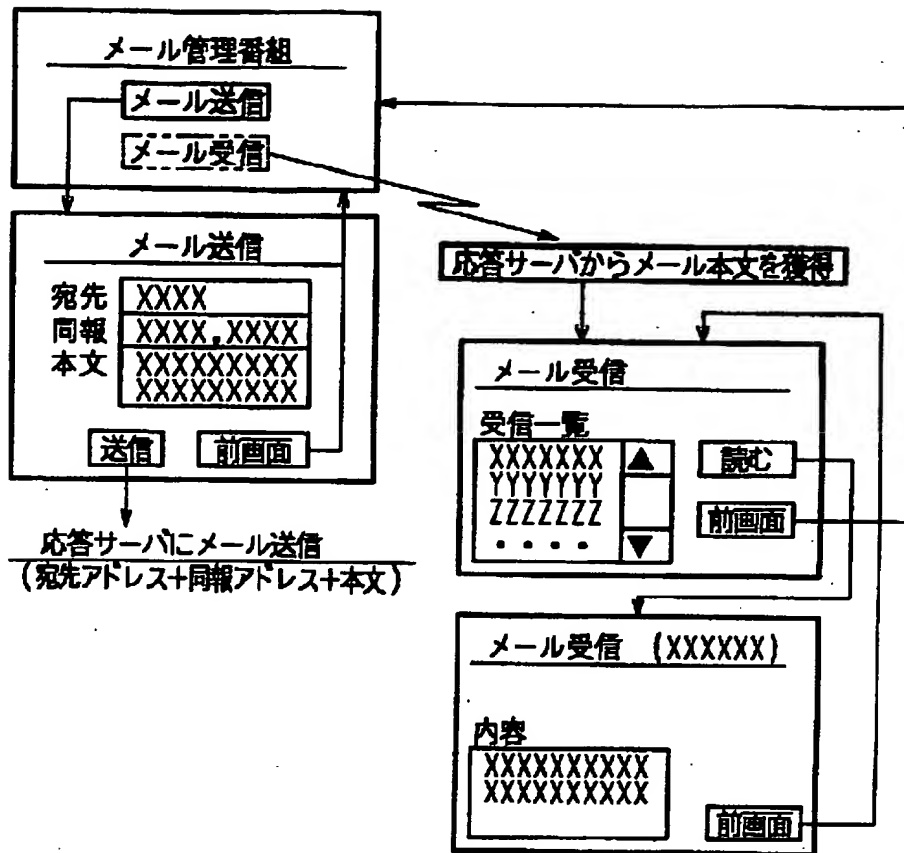 メール管理番組
メール送信
メール受信
メール送信
宛先 XXXX
同報 XXXX,XXXX
本文 XXXXXXXXX
XXXXXXXXX
送信 前画面
応答サーバにメール送信
(宛先アドレス+同報アドレス+本文)
応答サーバからメール本文を獲得
メール受信
受信一覧
XXXXXXX
YYYYYYY
ZZZZZZZ
・・・・
▲
▼
読む
前画面
メール受信 (XXXXXX)
内容
XXXXXXXXXX
XXXXXXXXXX
前画面